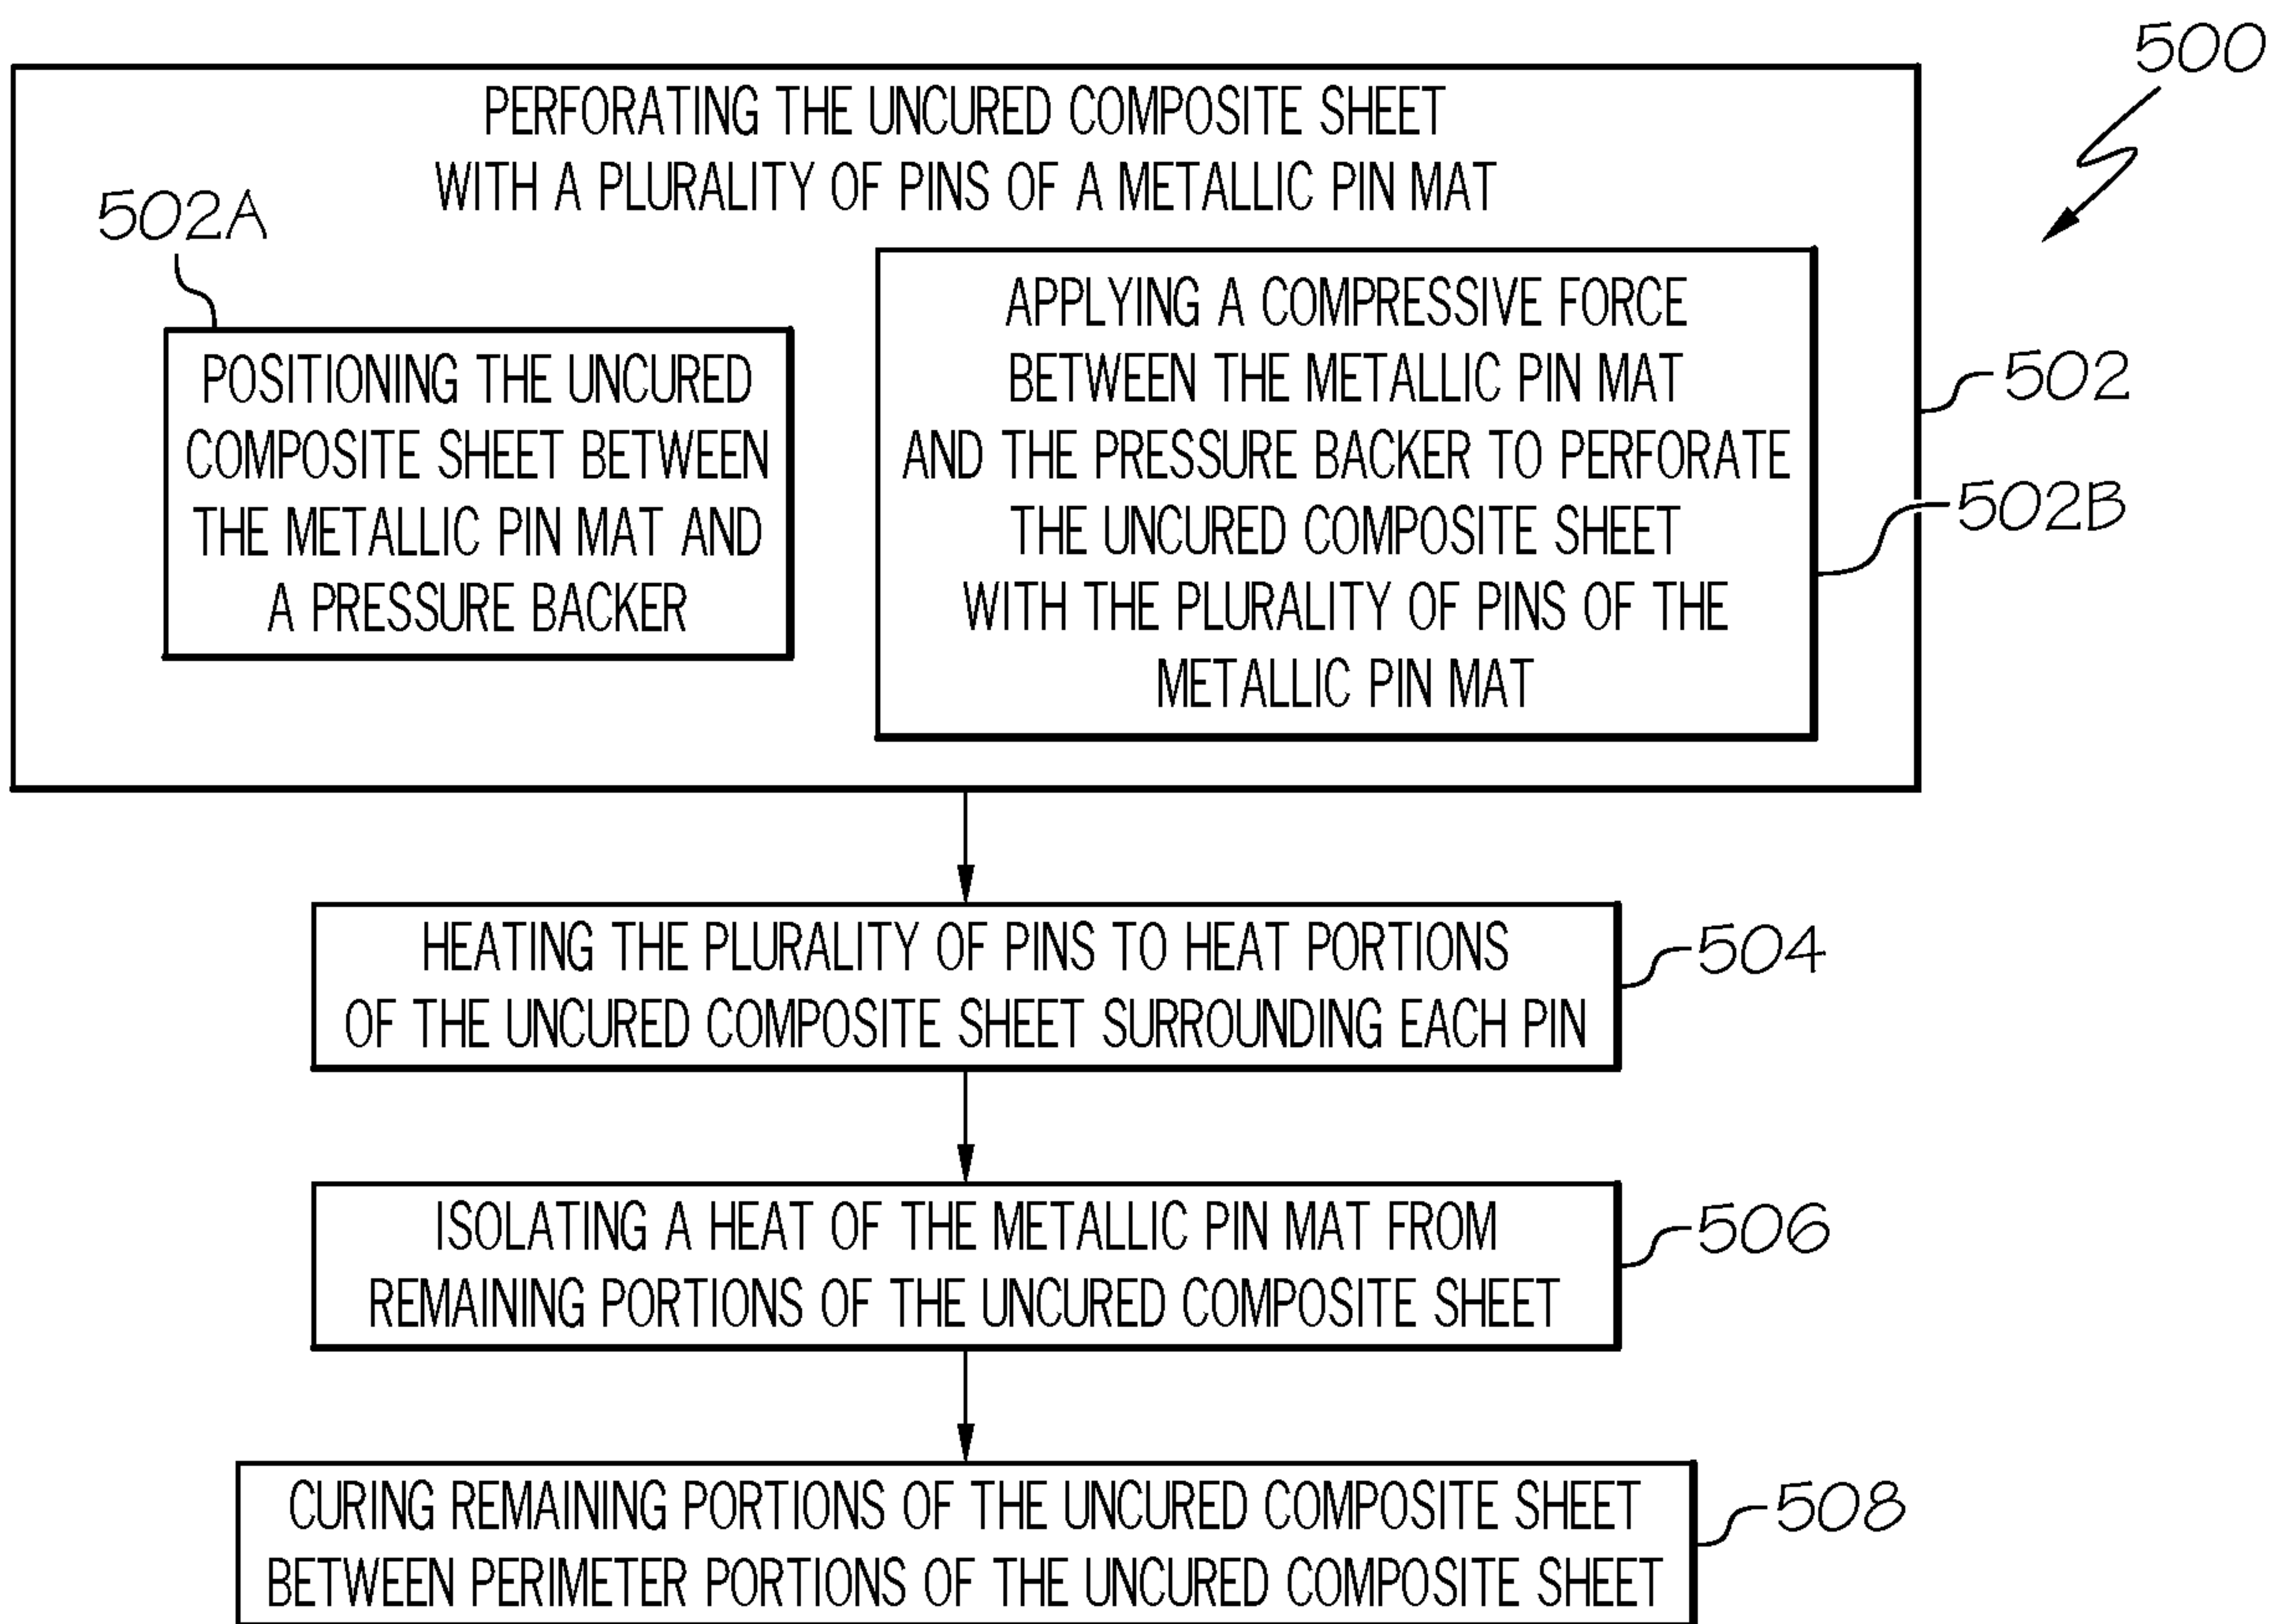 500
PERFORATING THE UNCURED COMPOSITE SHEET
WITH A PLURALITY OF PINS OF A METALLIC PIN MAT
502A
POSITIONING THE UNCURED
COMPOSITE SHEET BETWEEN
THE METALLIC PIN MAT AND
A PRESSURE BACKER
APPLYING A COMPRESSIVE FORCE
BETWEEN THE METALLIC PIN MAT
AND THE PRESSURE BACKER TO PERFORATE
THE UNCURED COMPOSITE SHEET
WITH THE PLURALITY OF PINS OF THE
METALLIC PIN MAT
502
502B
HEATING THE PLURALITY OF PINS TO HEAT PORTIONS
OF THE UNCURED COMPOSITE SHEET SURROUNDING EACH PIN
504
ISOLATING A HEAT OF THE METALLIC PIN MAT FROM
REMAINING PORTIONS OF THE UNCURED COMPOSITE SHEET
506
CURING REMAINING PORTIONS OF THE UNCURED COMPOSITE SHEET
BETWEEN PERIMETER PORTIONS OF THE UNCURED COMPOSITE SHEET
508